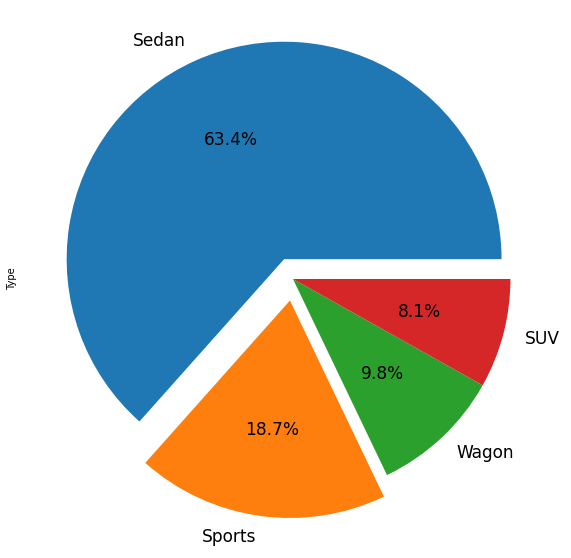 Sedan
63.4%
Type
8.1%
SUV
9.8%
18.7%
Wagon
Sports